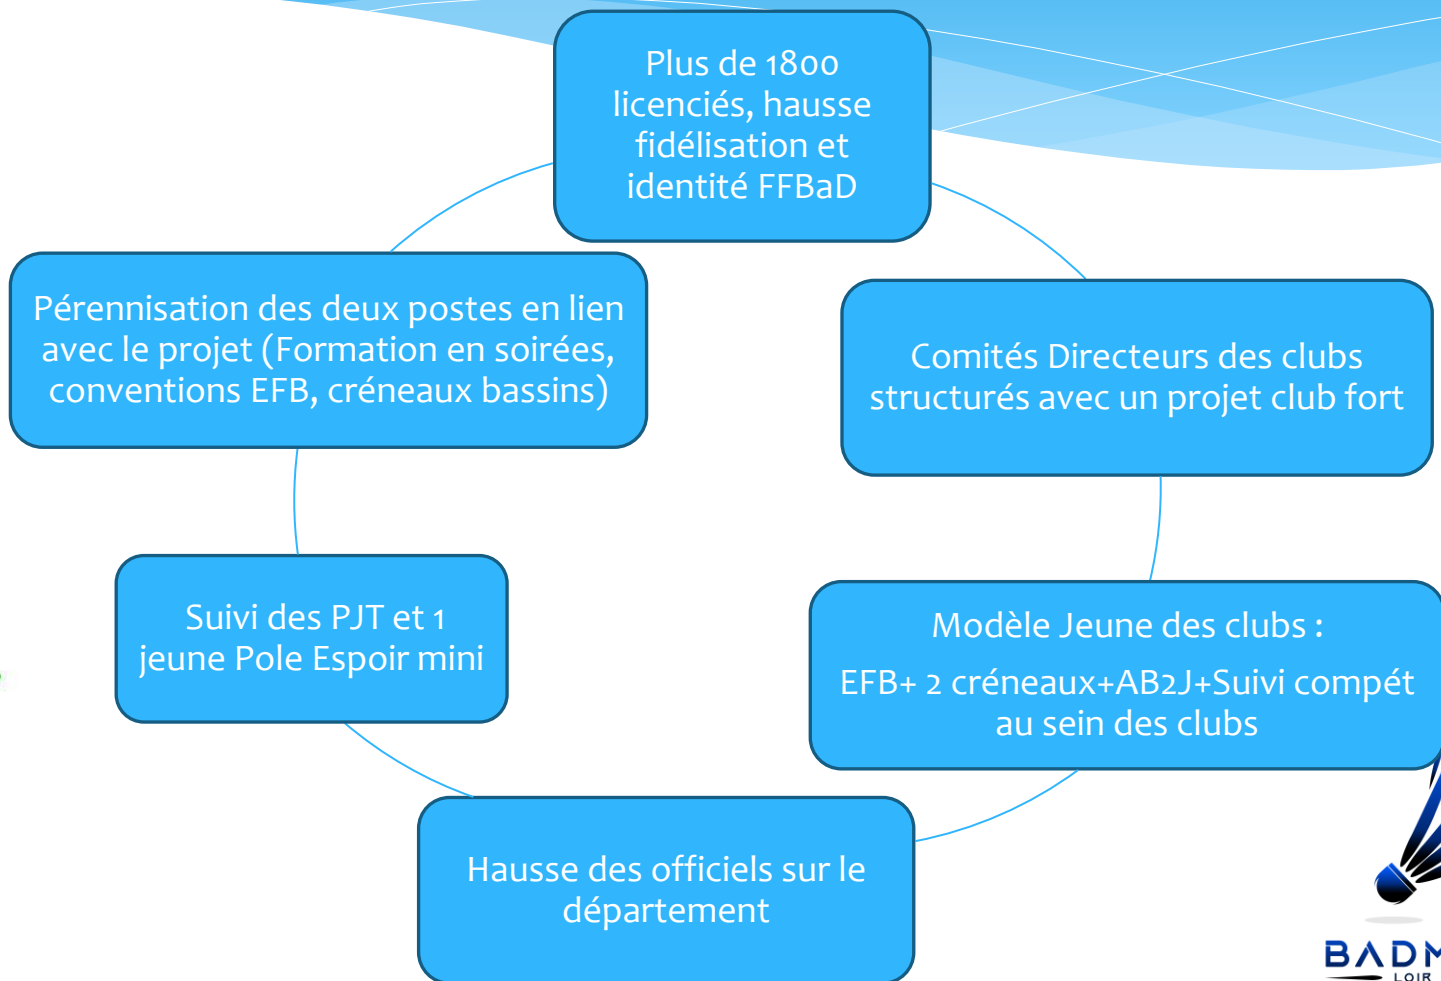 Plus de 1800
licenciés, hausse
fidélisation et
identité FFBaD
Pérennisation des deux postes en lien
avec le projet (Formation en soirées,
conventions EFB, créneaux bassins)
Comités Directeurs des clubs
structurés avec un projet club fort
Suivi des PJT et 1
jeune Pole Espoir mini
Modèle Jeune des clubs :
EFB+ 2 créneaux+AB2J+Suivi compét
au sein des clubs
Hausse des officiels sur le
département
LOIR